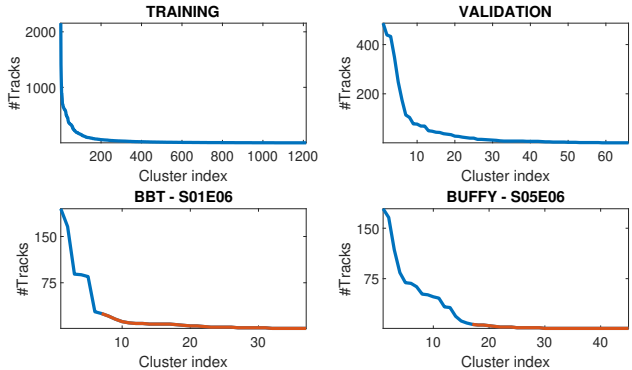 TRAINING
2000
1000
#Tracks
200 400 600 800 1000 1200
Cluster index
VALIDATION
400
200
#Tracks
10 20 30 40 50 60
Cluster index
BBT - S01E06
150
75
#Tracks
10 20 30
Cluster index
BUFFY - S05E06
150
75
#Tracks
10 20 30 40
Cluster index